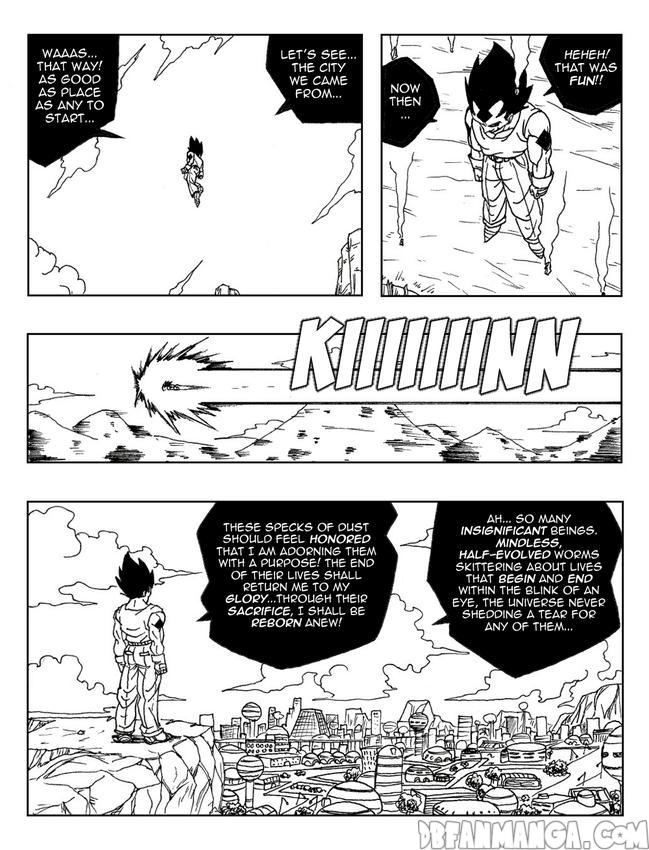 HEHEH!
THAT WAS
FUN!!
NOW
THEN
...
LET'S SEE...
THE CITY
WE CAME
FROM...
WAAAS...
THAT WAY!
AS GOOD
AS PLACE
AS ANY TO
START...
KIIIIIIIINN
AH... SO MANY
INSIGNIFICANT BEINGS.
MINDLESS,
HALF-EVOLVED WORMS
SKITTERING ABOUT LIVES
THAT BEGIN AND END
WITHIN THE BLINK OF AN
EYE, THE UNIVERSE NEVER
SHEDDING A TEAR FOR
ANY OF THEM...
THESE SPECKS OF DUST
SHOULD FEEL HONORED
THAT I AM ADORNING THEM
WITH A PURPOSE! THE END
OF THEIR LIVES SHALL
RETURN ME TO MY
GLORY...THROUGH THEIR
SACRIFICE, I SHALL BE
REBORN ANEW!
DBFANMANGA.COM